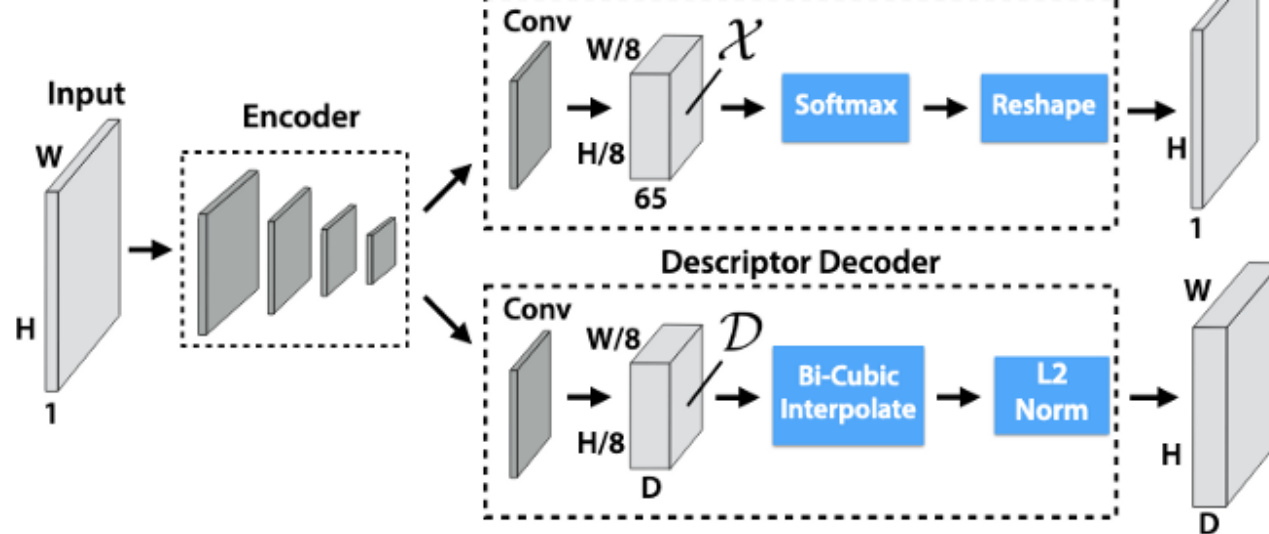 Input
W
H
1
Encoder
Conv
W/8
H/8
65
𝒳
Softmax
Reshape
H
1
Descriptor Decoder
Conv
W/8
H/8
D
𝒟
Bi-Cubic
Interpolate
L2
Norm
W
H
D